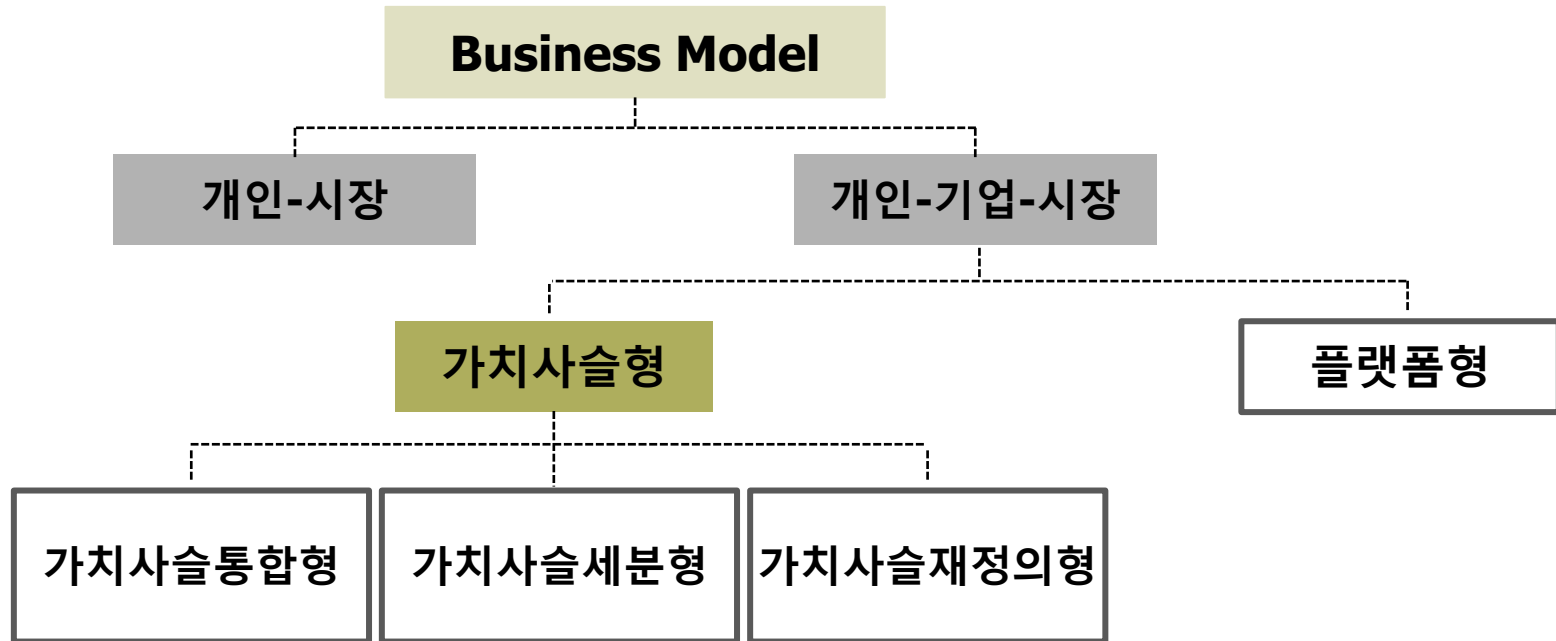 Business Model
개인-시장
개인-기업-시장
가치사슬형
플랫폼형
가치사슬통합형
가치사슬세분형
가치사슬재정의형